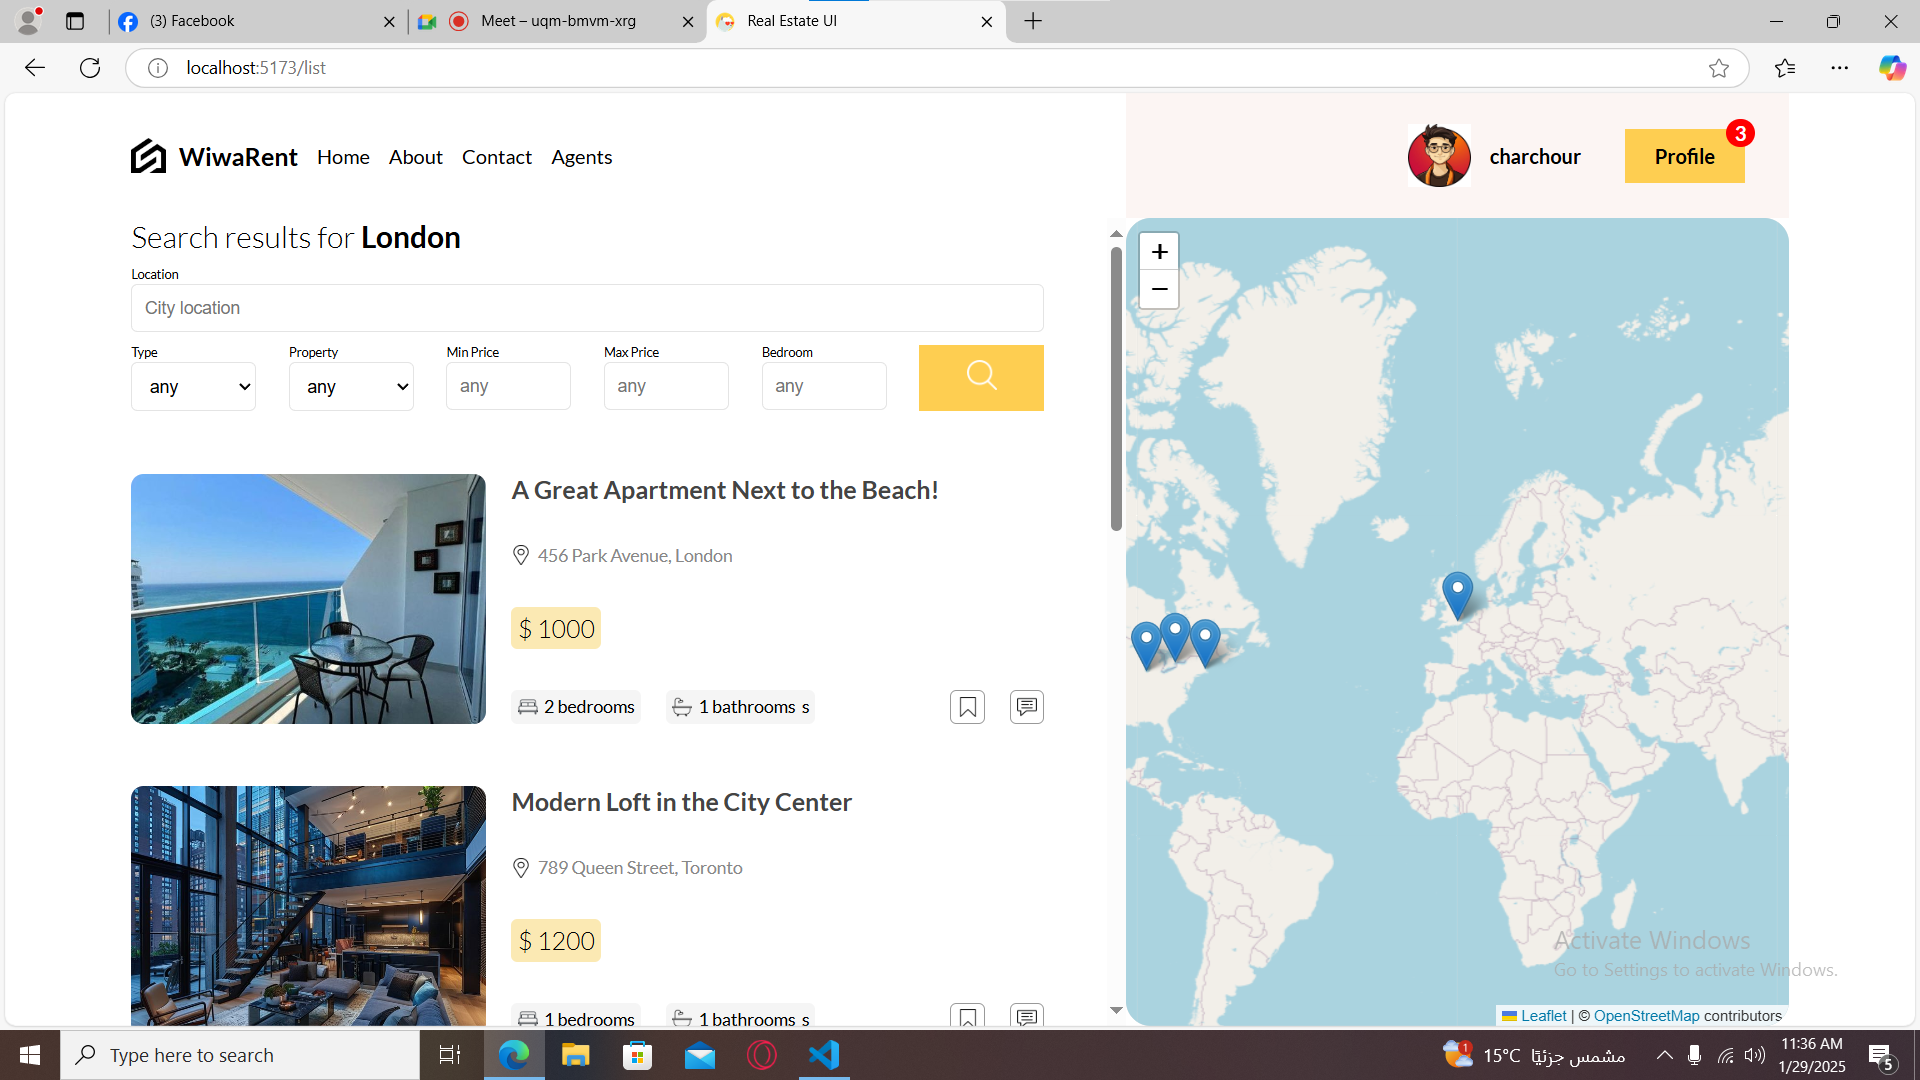 (3) Facebook
Meet – uqm-bmvm-xrg
Real Estate UI
localhost:5173/list
WiwaRent
Home
About
Contact
Agents
charchour
Profile
3
Search results for London
Location
City location
Type
Property
Min Price
Max Price
Bedroom
any
any
any
any
any
A Great Apartment Next to the Beach!
456 Park Avenue, London
$ 1000
2 bedrooms
1 bathrooms s
Modern Loft in the City Center
789 Queen Street, Toronto
$ 1200
1 bedrooms
1 bathrooms s
+
−
Activate Windows
Go to Settings to activate Windows.
Leaflet | © OpenStreetMap contributors
Type here to search
1
15°C
مشمس جزئيًا
11:36 AM
1/29/2025
5